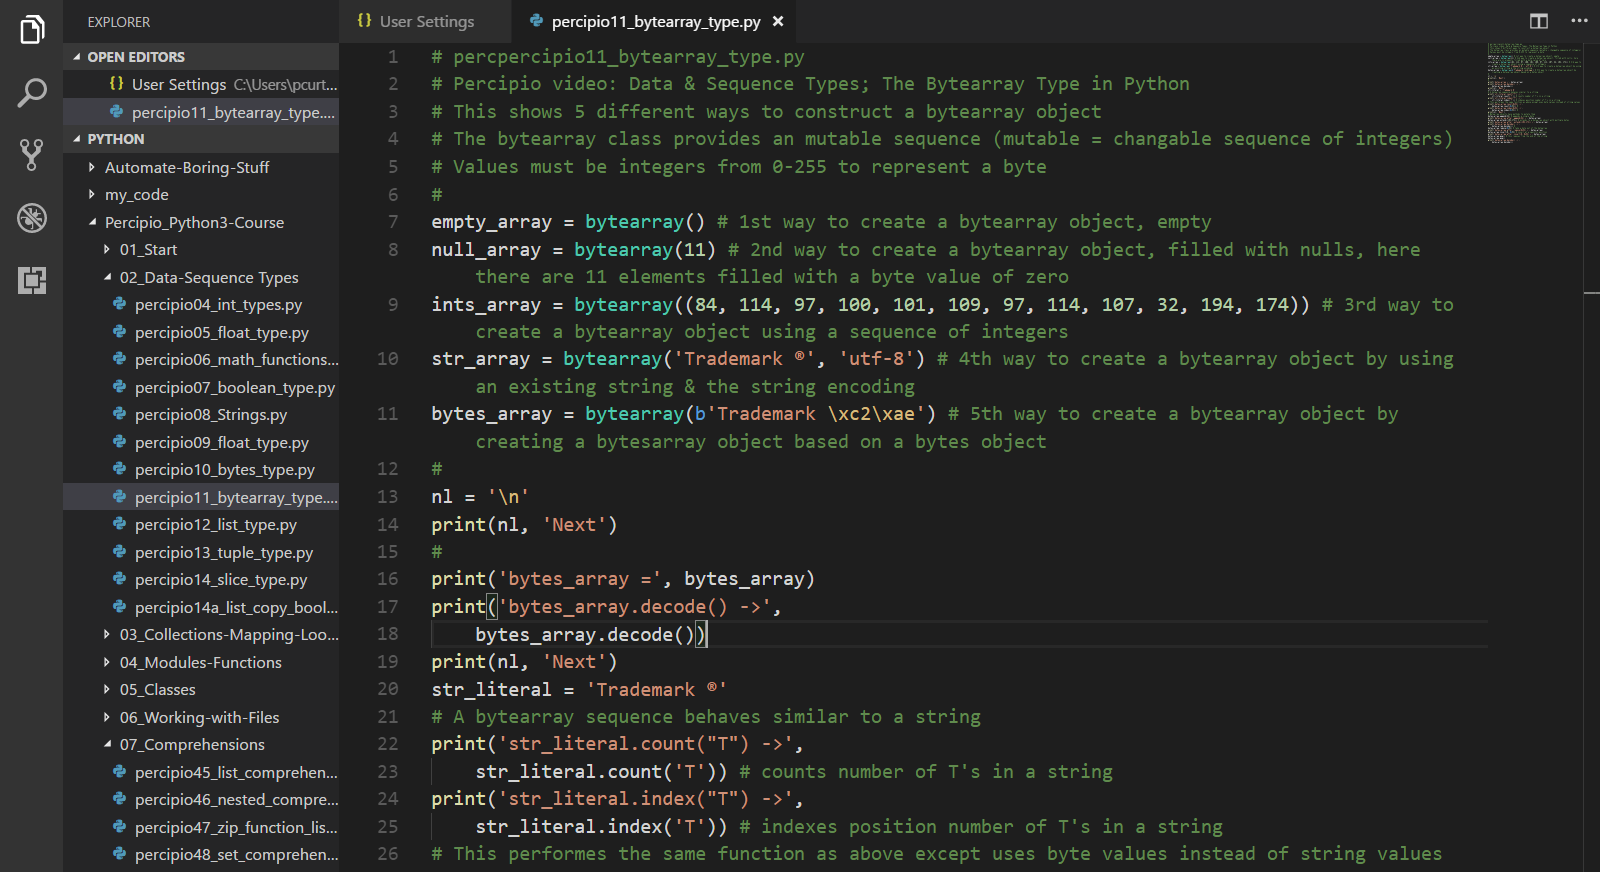 EXPLORER
OPEN EDITORS
{} User Settings C:\Users\pcurt...
percipio11_bytearray_type....
PYTHON
Automate-Boring-Stuff
my_code
Percipio_Python3-Course
01_Start
02_Data-Sequence Types
percipio04_int_types.py
percipio05_float_type.py
percipio06_math_functions...
percipio07_boolean_type.py
percipio08_Strings.py
percipio09_float_type.py
percipio10_bytes_type.py
percipio11_bytearray_type....
percipio12_list_type.py
percipio13_tuple_type.py
percipio14_slice_type.py
percipio14a_list_copy_bool...
03_Collections-Mapping-Loo...
04_Modules-Functions
05_Classes
06_Working-with-Files
07_Comprehensions
percipio45_list_comprehen...
percipio46_nested_compre...
percipio47_zip_function_lis...
percipio48_set_comprehen...
{} User Settings
percipio11_bytearray_type.py ×
1 # percpercipio11_bytearray_type.py
2 # Percipio video: Data & Sequence Types; The Bytearray Type in Python
3 # This shows 5 different ways to construct a bytearray object
4 # The bytearray class provides an mutable sequence (mutable = changable sequence of integers)
5 # Values must be integers from 0-255 to represent a byte
6 #
7 empty_array = bytearray() # 1st way to create a bytearray object, empty
8 null_array = bytearray(11) # 2nd way to create a bytearray object, filled with nulls, here
there are 11 elements filled with a byte value of zero
9 ints_array = bytearray((84, 114, 97, 100, 101, 109, 97, 114, 107, 32, 194, 174)) # 3rd way to
create a bytearray object using a sequence of integers
10 str_array = bytearray('Trademark ®', 'utf-8') # 4th way to create a bytearray object by using
an existing string & the string encoding
11 bytes_array = bytearray(b'Trademark \xc2\xae') # 5th way to create a bytearray object by
creating a bytesarray object based on a bytes object
12 #
13 nl = '\n'
14 print(nl, 'Next')
15 #
16 print('bytes_array =', bytes_array)
17 print('bytes_array.decode() ->',
18 bytes_array.decode())
19 print(nl, 'Next')
20 str_literal = 'Trademark ®'
21 # A bytearray sequence behaves similar to a string
22 print('str_literal.count("T") ->',
23 str_literal.count('T')) # counts number of T's in a string
24 print('str_literal.index("T") ->',
25 str_literal.index('T')) # indexes position number of T's in a string
26 # This performes the same function as above except uses byte values instead of string values